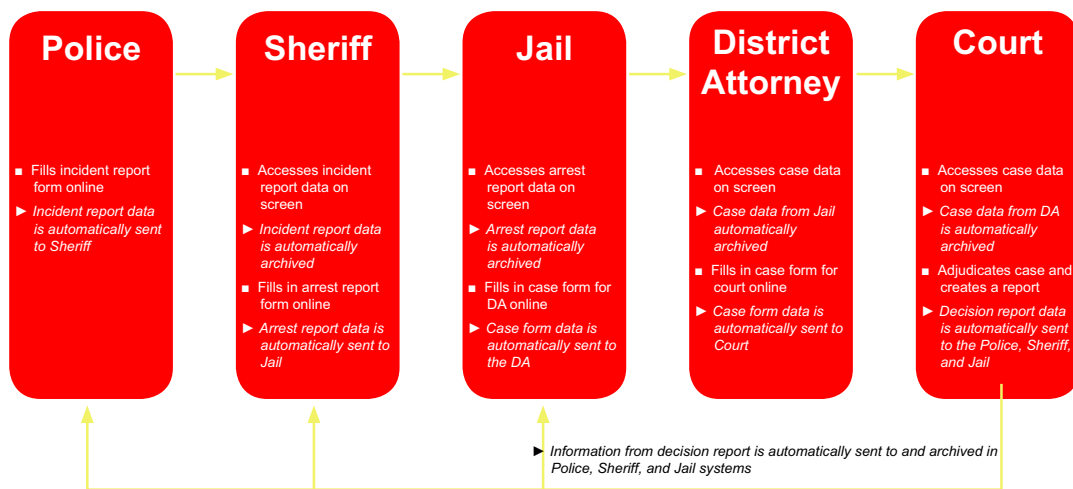 Police
■ Fills incident report
form online
► Incident report data
is automatically sent
to Sheriff
Sheriff
■ Accesses incident
report data on
screen
► Incident report data
is automatically
archived
■ Fills in arrest report
form online
► Arrest report data is
automatically sent to
Jail
Jail
■ Accesses arrest
report data on
screen
► Arrest report data
is automatically
archived
■ Fills in case form for
DA online
► Case form data is
automatically sent to
the DA
District
Attorney
■ Accesses case data
on screen
► Case data from Jail
automatically
archived
■ Fills in case form for
court online
► Case form data is
automatically sent to
Court
Court
■ Accesses case data
on screen
► Case data from DA
is automatically
archived
■ Adjudicates case and
creates a report
► Decision report data
is automatically sent
to the Police, Sheriff,
and Jail
► Information from decision report is automatically sent to and archived in
Police, Sheriff, and Jail systems